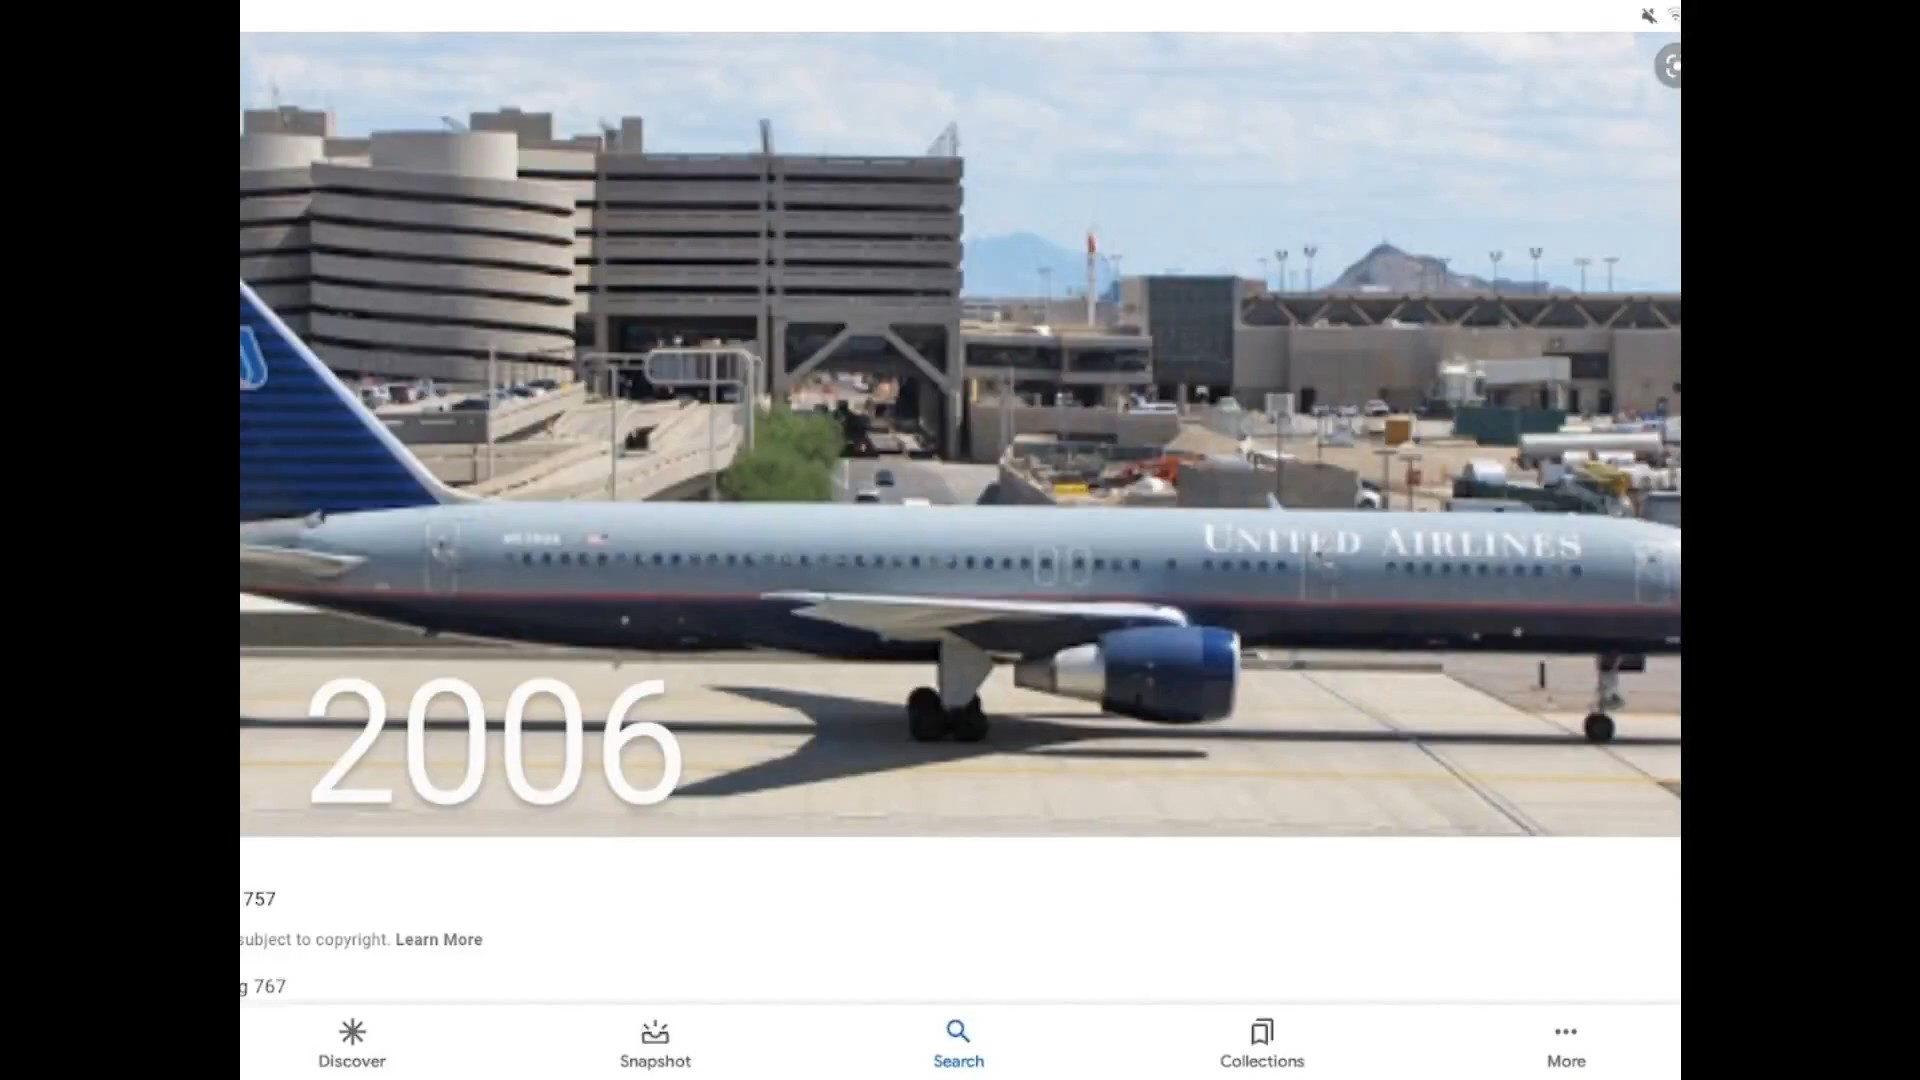 UNITED AIRLINES
2006
757
subject to copyright. Learn More
g 767
Discover
Snapshot
Search
Collections
More